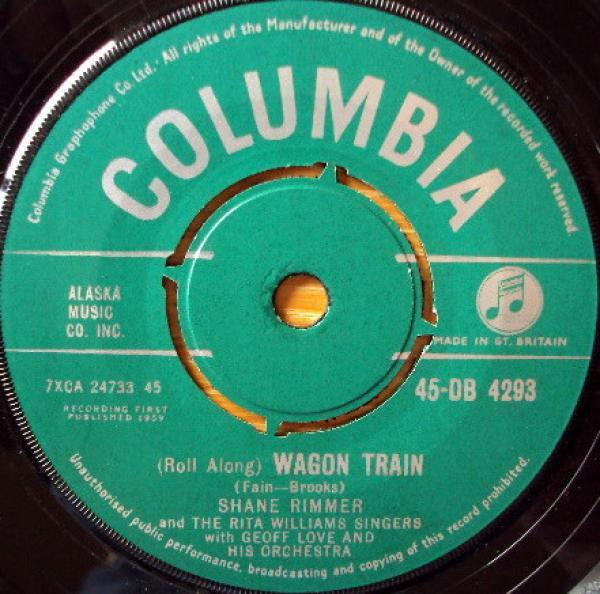 Columbia Graphophone Co. Ltd. · All rights of the Manufacturer and of the Owner of the recorded work reserved.
COLUMBIA
ALASKA
MUSIC
CO. INC.
MADE IN GT. BRITAIN
7XCA 24733 45
45-DB 4293
RECORDING FIRST
PUBLISHED 1959
(Roll Along) WAGON TRAIN
(Fain—Brooks)
SHANE RIMMER
and THE RITA WILLIAMS SINGERS
with GEOFF LOVE AND
HIS ORCHESTRA
Unauthorised public performance, broadcasting and copying of this record prohibited.